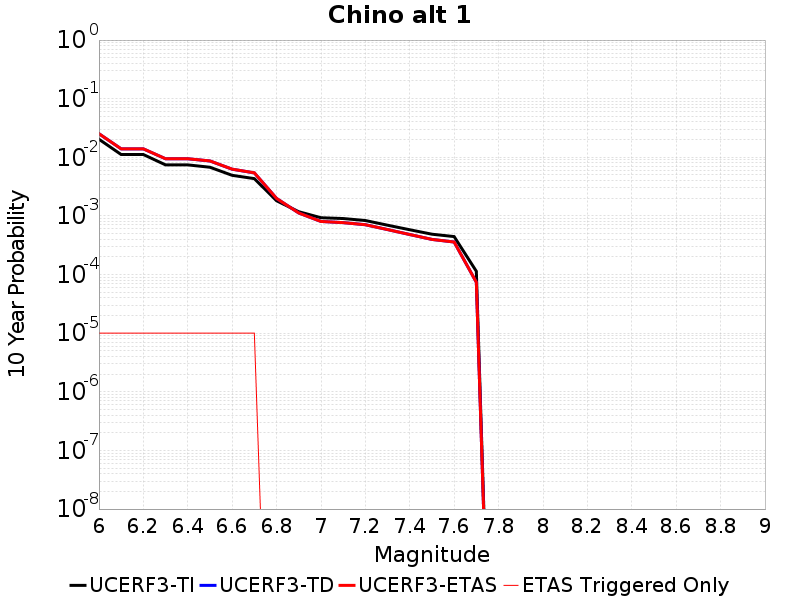 Chino alt 1
10^0
10^-1
10^-2
10^-3
10^-4
10^-5
10^-6
10^-7
10^-8
10 Year Probability
6 6.2 6.4 6.6 6.8 7 7.2 7.4 7.6 7.8 8 8.2 8.4 8.6 8.8 9
Magnitude
UCERF3-TI UCERF3-TD UCERF3-ETAS ETAS Triggered Only